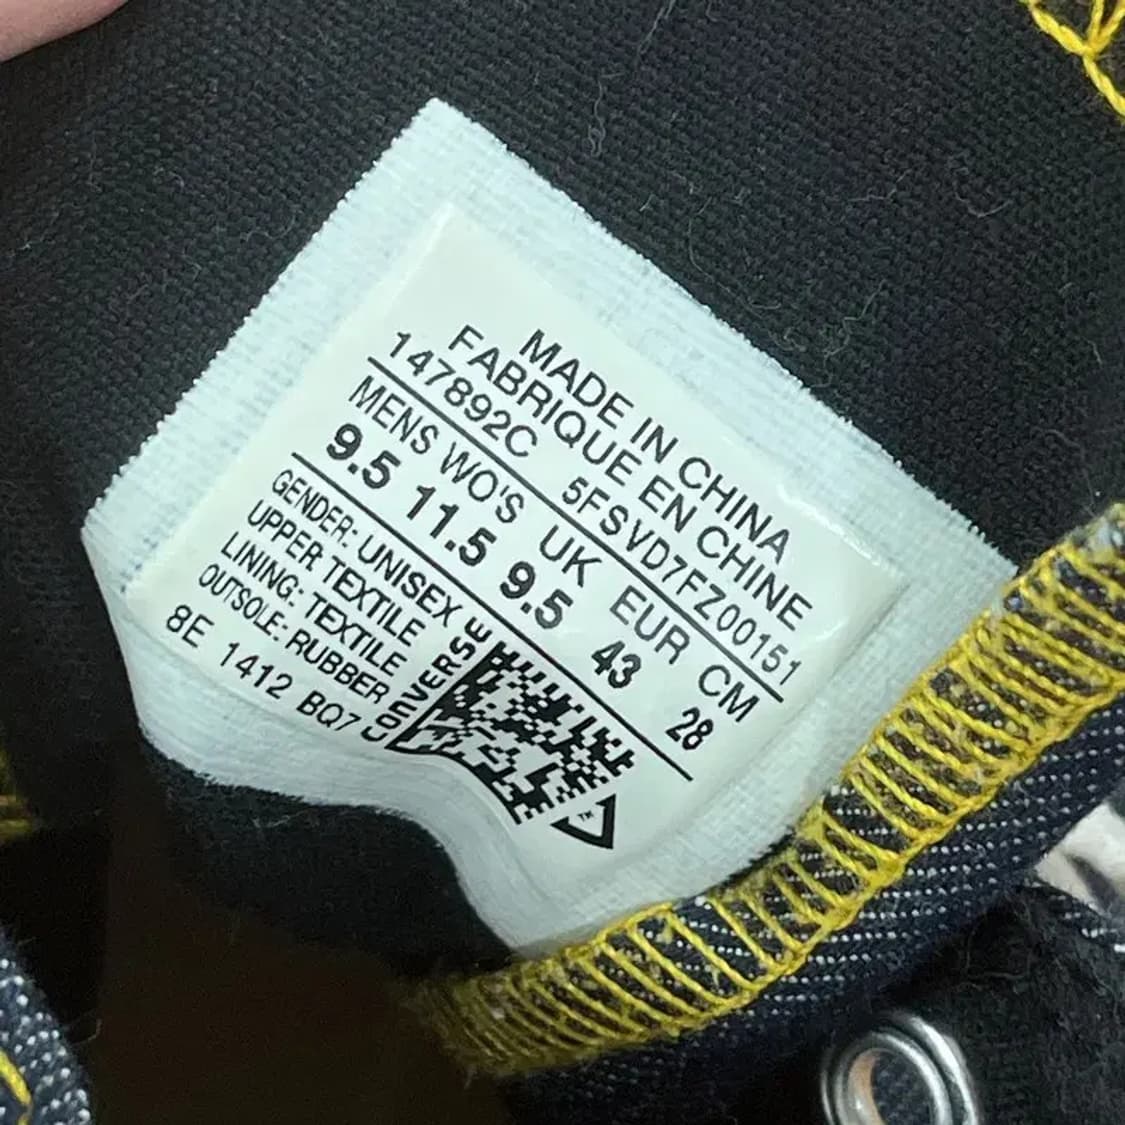 MADE IN CHINA
FABRIQUE EN CHINE
147892C 5FSVD7FZ00151
MENS WO'S UK EUR CM
9.5 11.5 9.5 43 28
GENDER: UNISEX
UPPER TEXTILE
LINING: TEXTILE
OUTSOLE: RUBBER
8E 1412 BQ7
CONVERSE
TM